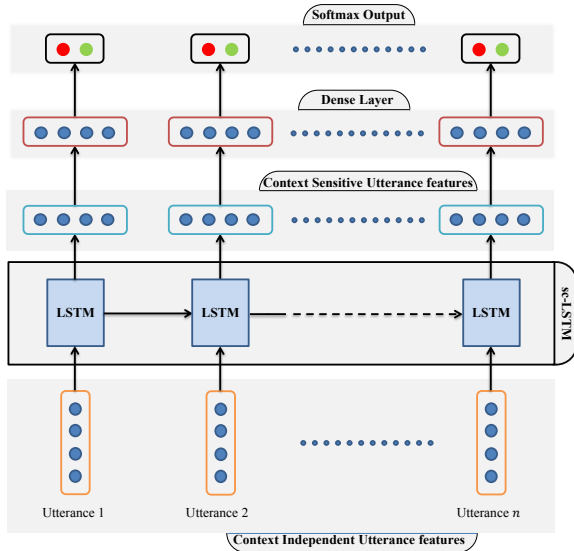 Softmax Output
Dense Layer
Context Sensitive Utterance features
LSTM
LSTM
LSTM
sc-LSTM
Utterance 1
Utterance 2
Utterance n
Context Independent Utterance features